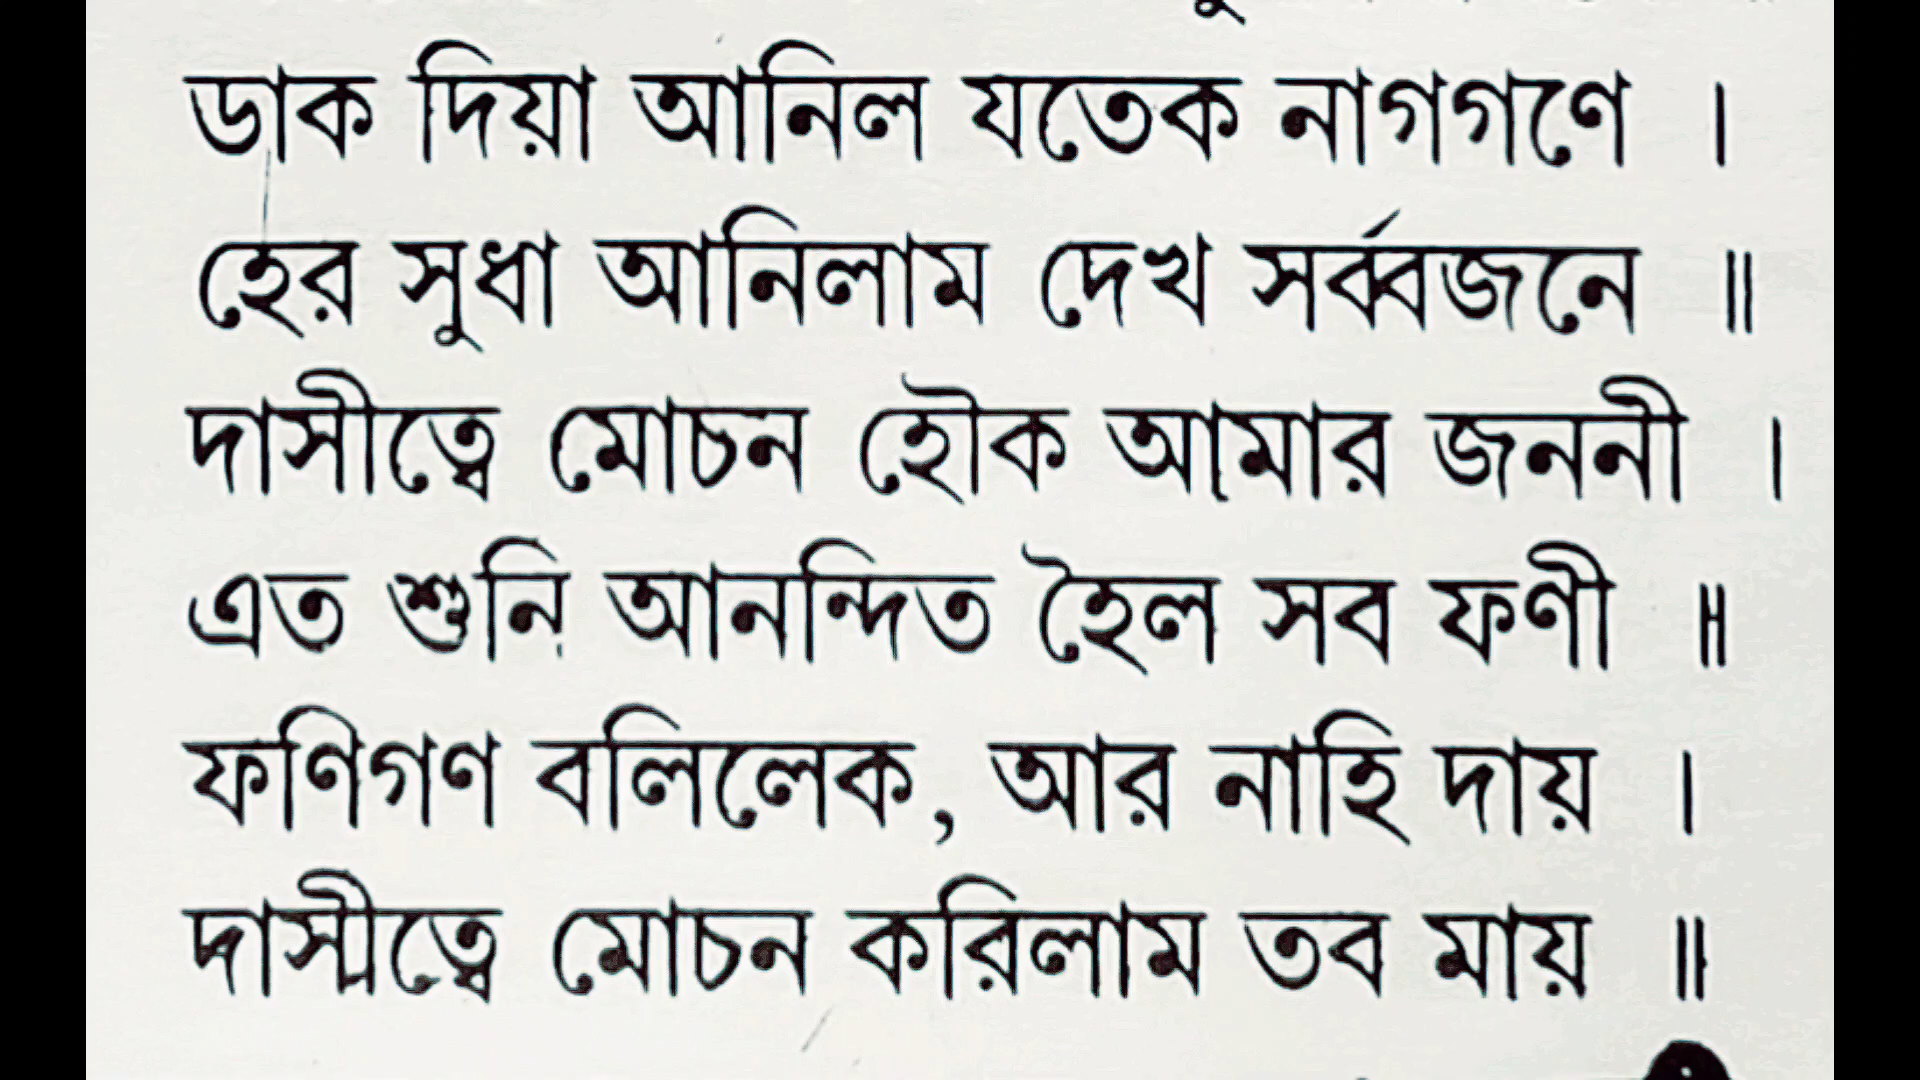 ডাক দিয়া আনিল যতেক নাগগণে ।
হের সুধা আনিলাম দেখ সর্ব্বজনে ॥
দাসীত্বে মোচন হৌক আমার জননী ।
এত শুনি আনন্দিত হৈল সব ফণী ॥
ফণিগণ বলিলেক, আর নাহি দায় ।
দাসীত্বে মোচন করিলাম তব মায় ॥